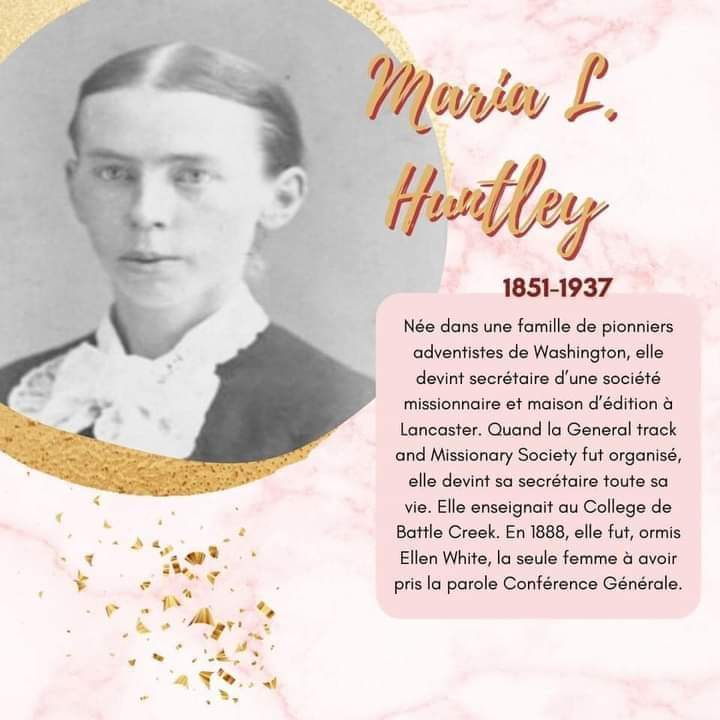 Maria L.
Huntley
1851-1937
Née dans une famille de pionniers
adventistes de Washington, elle
devint secrétaire d’une société
missionnaire et maison d’édition à
Lancaster. Quand la General track
and Missionary Society fut organisé,
elle devint sa secrétaire toute sa
vie. Elle enseignait au College de
Battle Creek. En 1888, elle fut, ormis
Ellen White, la seule femme à avoir
pris la parole Conférence Générale.